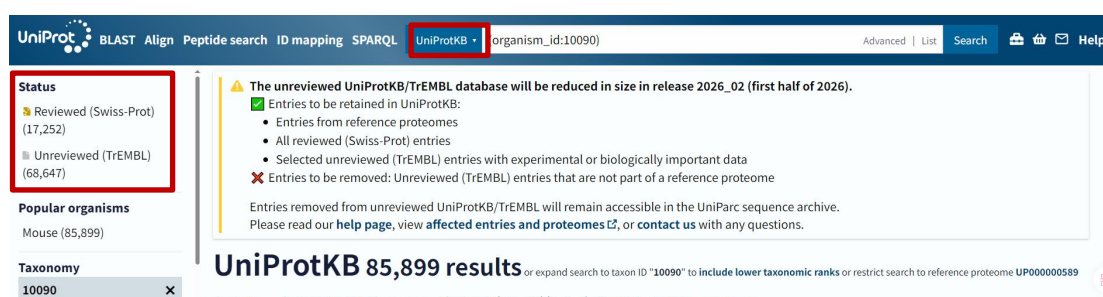 UniProt BLAST Align Peptide search ID mapping SPARQL UniProtKB (organism_id:10090) Advanced | List Search Help
Status
Reviewed (Swiss-Prot)
(17,252)
Unreviewed (TrEMBL)
(68,647)
Popular organisms
Mouse (85,899)
Taxonomy
10090
The unreviewed UniProtKB/TrEMBL database will be reduced in size in release 2026_02 (first half of 2026).
Entries to be retained in UniProtKB:
• Entries from reference proteomes
• All reviewed (Swiss-Prot) entries
• Selected unreviewed (TrEMBL) entries with experimental or biologically important data
Entries to be removed: Unreviewed (TrEMBL) entries that are not part of a reference proteome
Entries removed from unreviewed UniProtKB/TrEMBL will remain accessible in the UniParc sequence archive.
Please read our help page, view affected entries and proteomes, or contact us with any questions.
UniProtKB 85,899 results or expand search to taxon ID "10090" to include lower taxonomic ranks or restrict search to reference proteome UP000000589